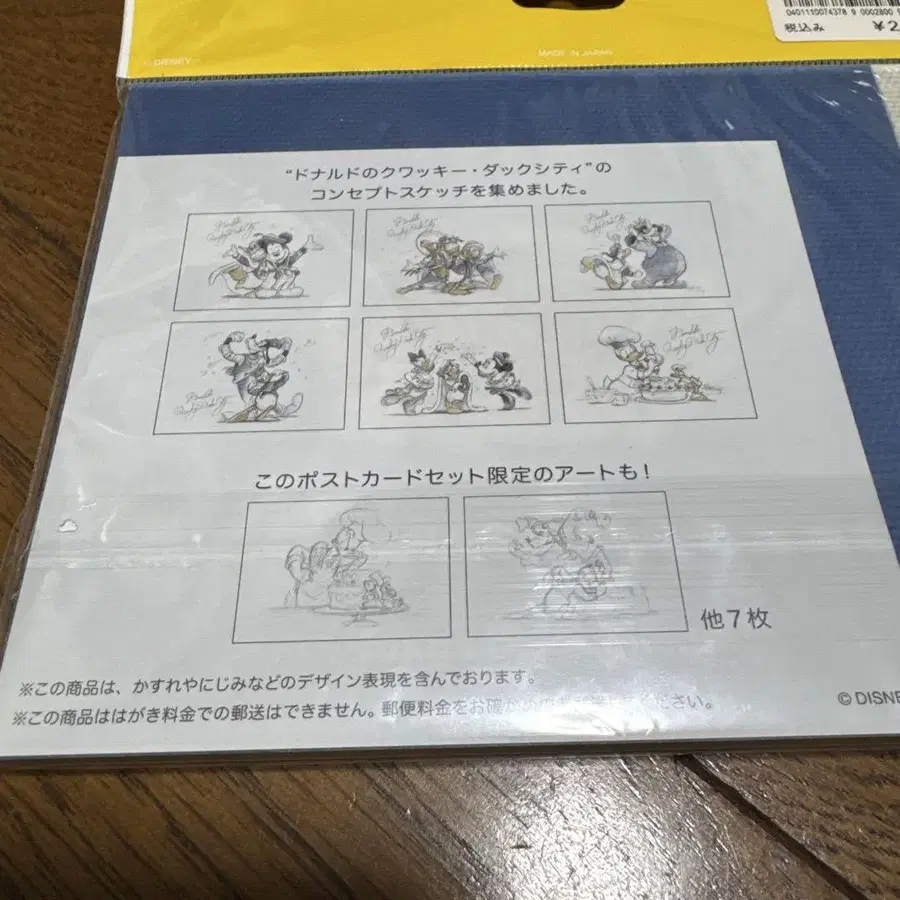 0401110074378 9 0002800
税込み ¥2
© DISNEY
MADE IN JAPAN
“ドナルドのクワッキー・ダックシティ”の
コンセプトスケッチを集めました。
このポストカードセット限定のアートも！
他7枚
※この商品は、かすれやにじみなどのデザイン表現を含んでおります。
※この商品ははがき料金での郵送はできません。郵便料金をお確かめ ください。
© DISNEY